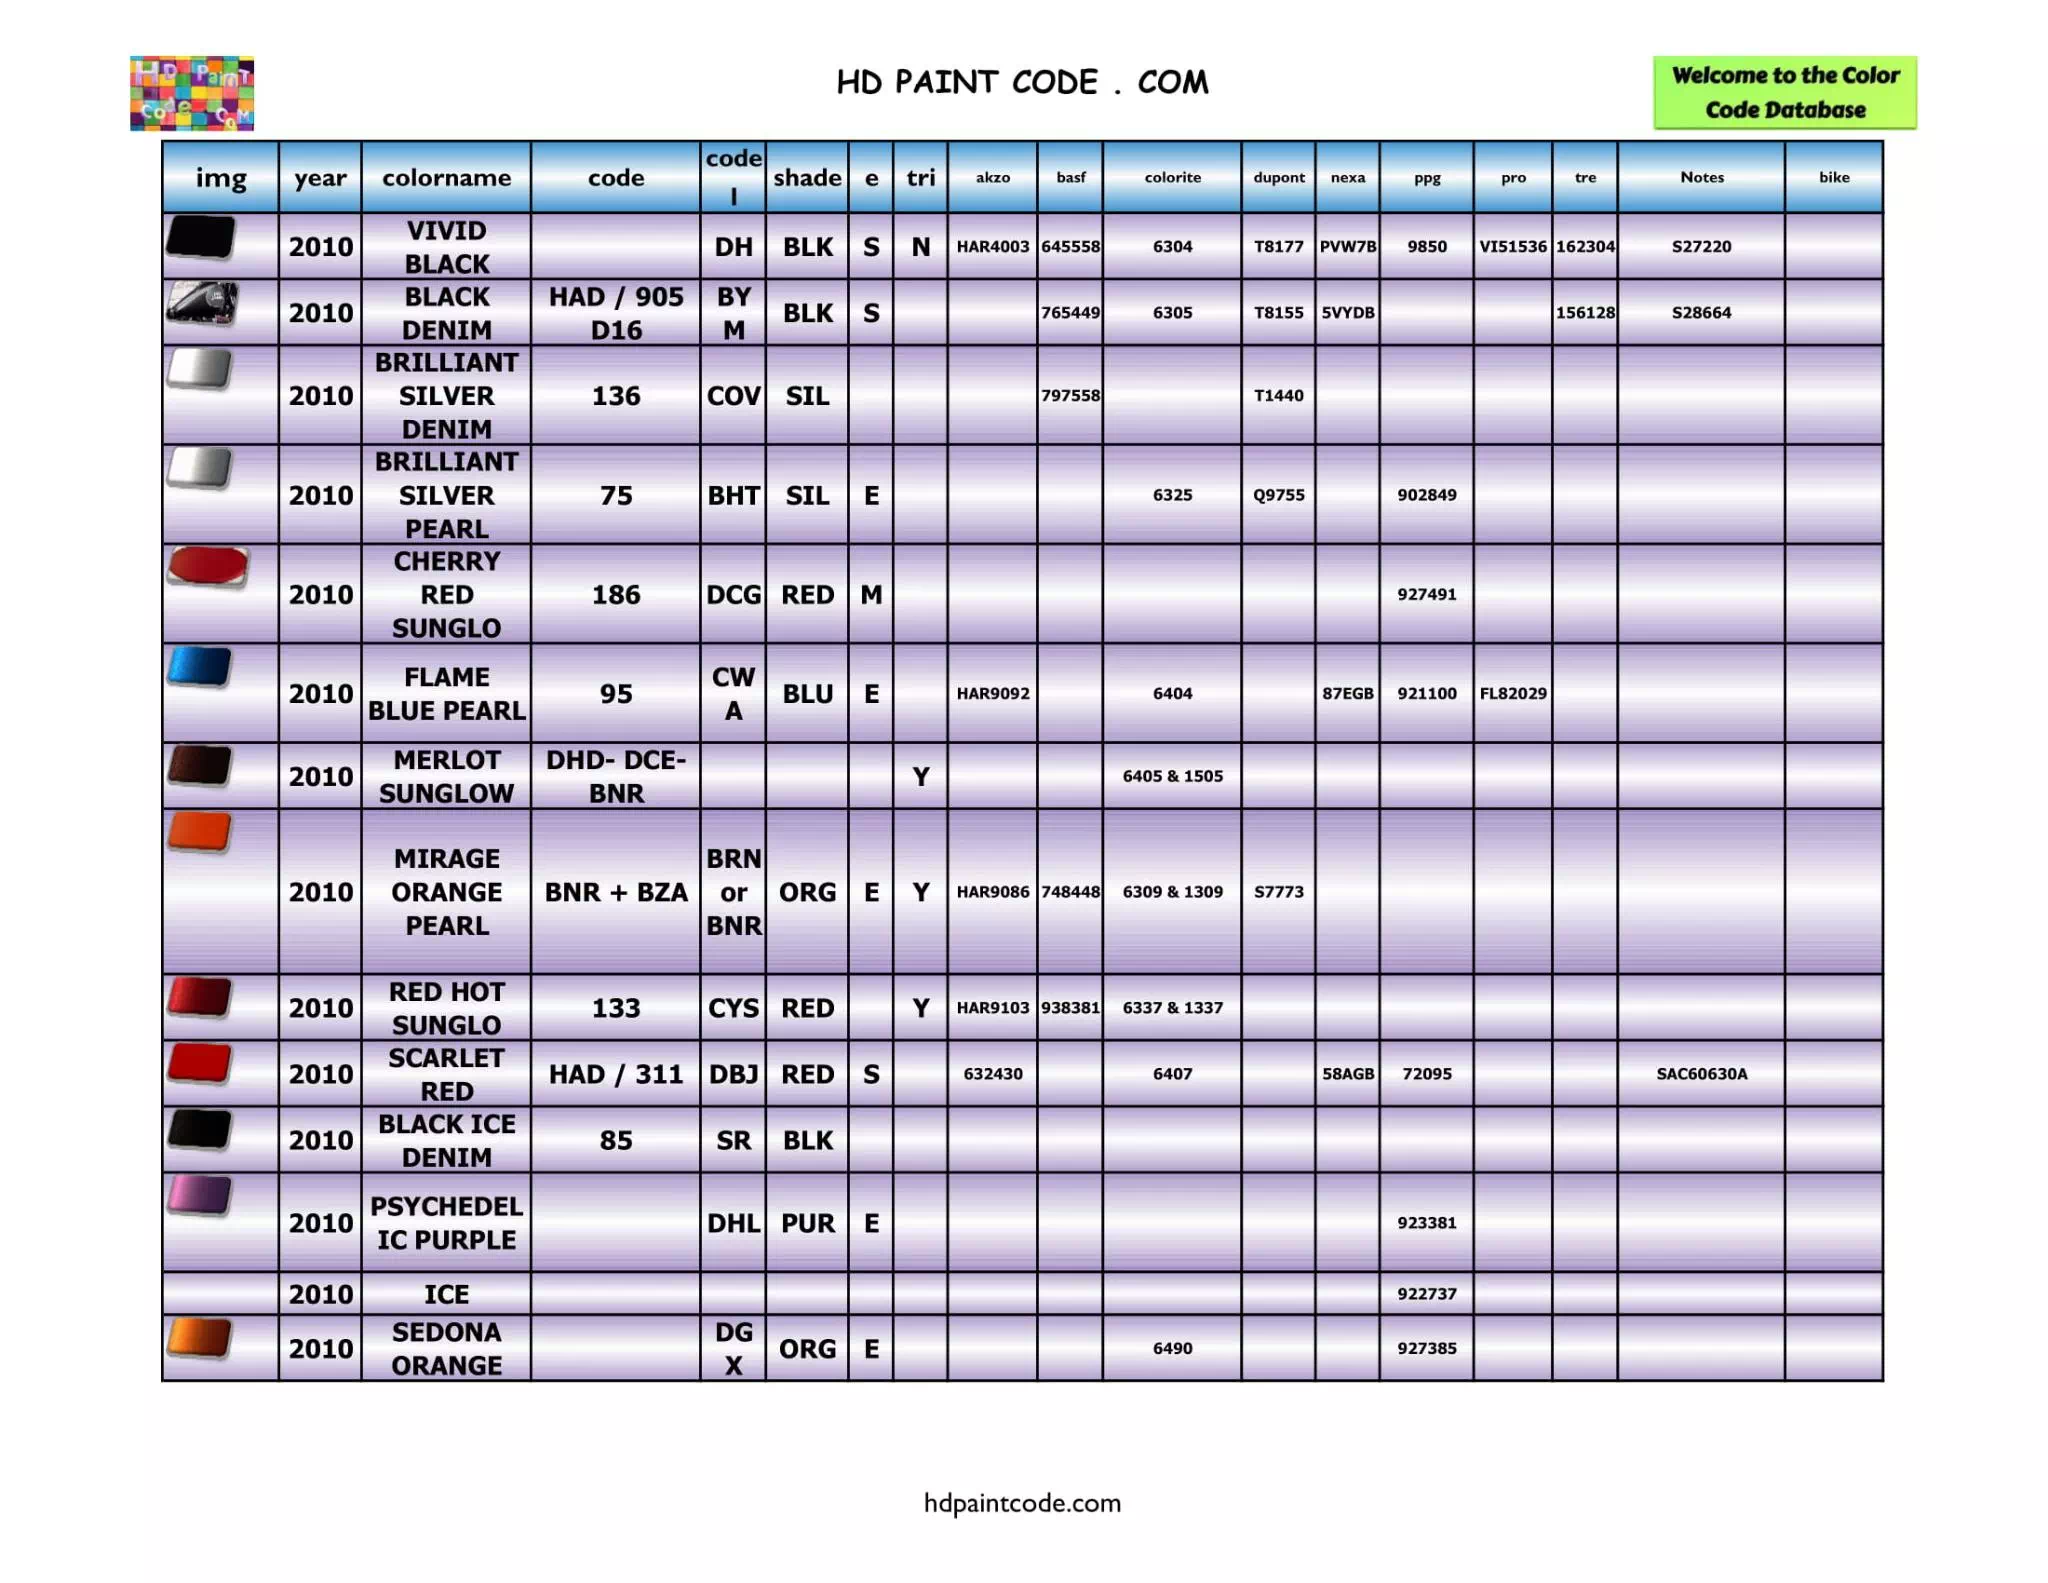 HD PAINT CODE . COM
HD PainT
Code CoM
Welcome to the Color
Code Database
img year colorname code code l shade e tri akzo basf colorite dupont nexa ppg pro tre Notes bike
2010 VIVID BLACK DH BLK S N HAR4003 645558 6304 T8177 PVW7B 9850 VI51536 162304 S27220
2010 BLACK DENIM HAD / 905 D16 BY M BLK S 765449 6305 T8155 5VYDB 156128 S28664
2010 BRILLIANT SILVER DENIM 136 COV SIL 797558 T1440
2010 BRILLIANT SILVER PEARL 75 BHT SIL E 6325 Q9755 902849
2010 CHERRY RED SUNGLO 186 DCG RED M 927491
2010 FLAME BLUE PEARL 95 CW A BLU E HAR9092 6404 87EGB 921100 FL82029
2010 MERLOT SUNGLOW DHD- DCE- BNR Y 6405 & 1505
2010 MIRAGE ORANGE PEARL BNR + BZA BRN or BNR ORG E Y HAR9086 748448 6309 & 1309 S7773
2010 RED HOT SUNGLO 133 CYS RED Y HAR9103 938381 6337 & 1337
2010 SCARLET RED HAD / 311 DBJ RED S 632430 6407 58AGB 72095 SAC60630A
2010 BLACK ICE DENIM 85 SR BLK
2010 PSYCHEDEL IC PURPLE DHL PUR E 923381
2010 ICE 922737
2010 SEDONA ORANGE DG X ORG E 6490 927385
hdpaintcode.com